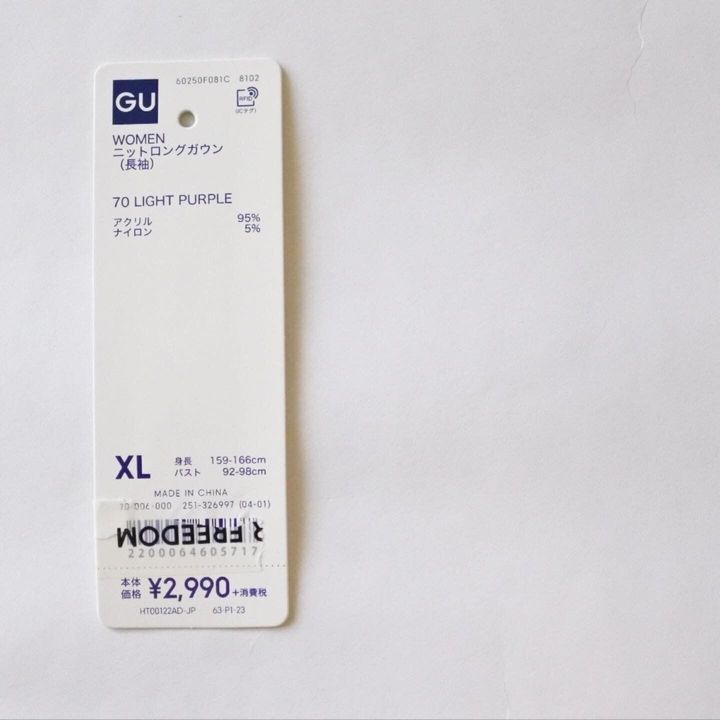 60250F081C 8102
GU
RFID
(ICタグ)
WOMEN
ニットロングガウン
（長袖）
70 LIGHT PURPLE
アクリル 95%
ナイロン 5%
XL
身長 159-166cm
バスト 92-98cm
MADE IN CHINA
70-006-000 251-326997 (04-01)
FREEDOM
2200064605717
本体
価格 ¥2,990 +消費税
HT00122AD-JP 63-P1-23